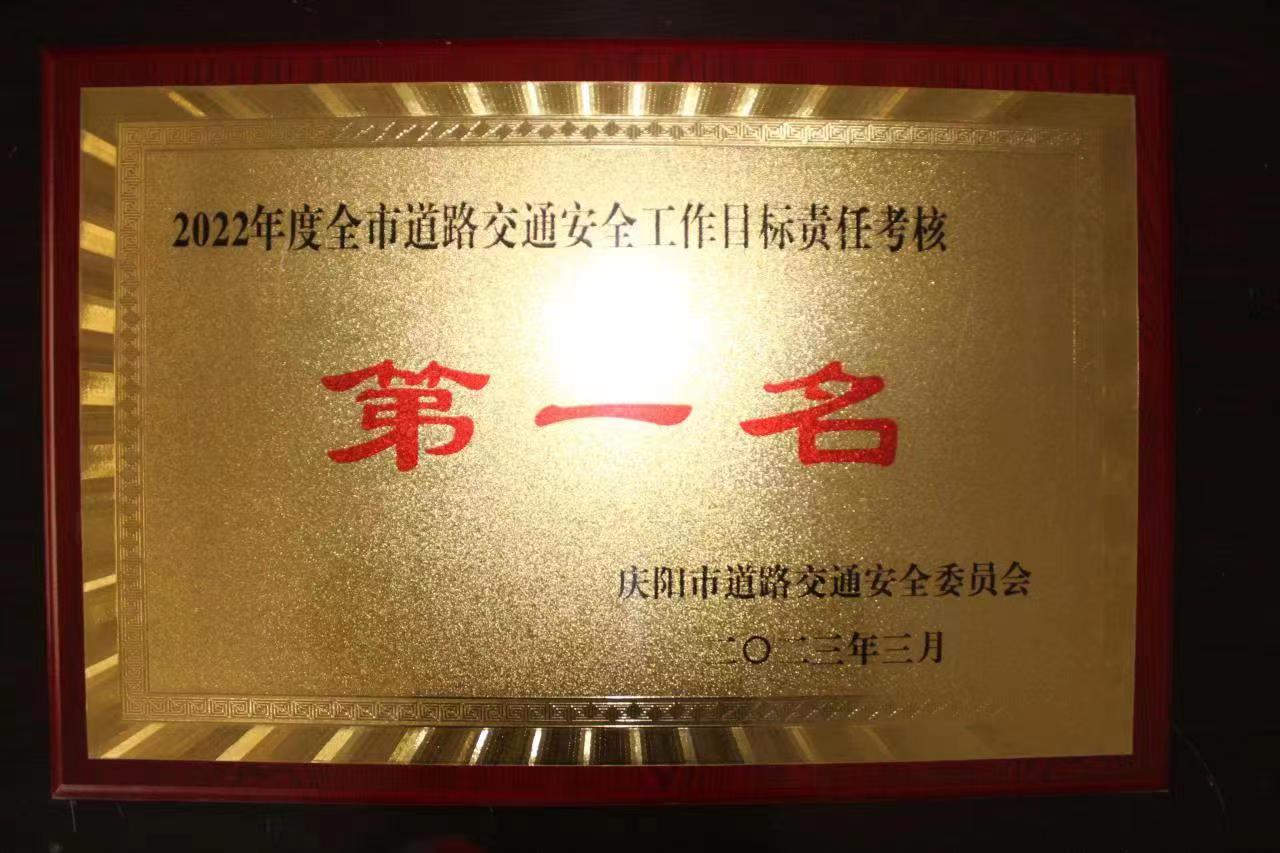 2022年度全市道路交通安全工作目标责任考核
第一名
庆阳市道路交通安全委员会
二〇二三年三月